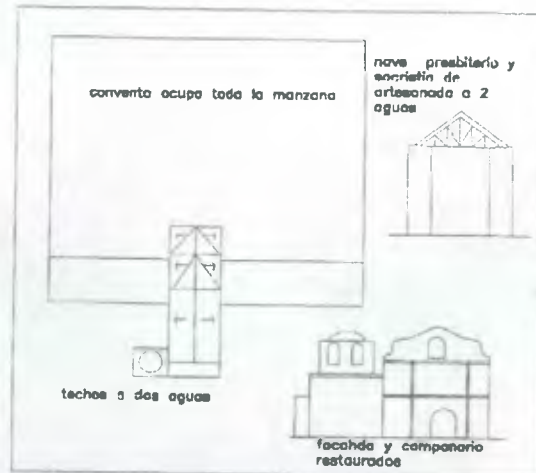 convento ocupa toda la manzana
nave presbiterio y
sacristia de
artesonado a 2
aguas
techos a dos aguas
facahda y campanario
restaurados